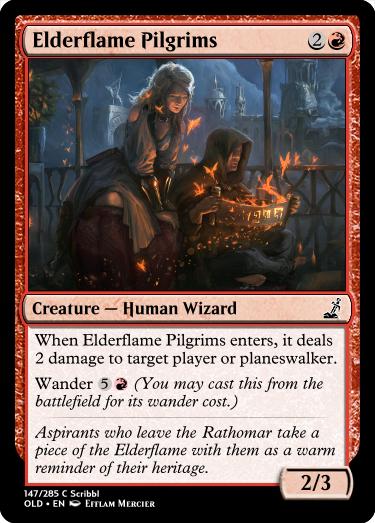 Elderflame Pilgrims 2
Creature — Human Wizard
When Elderflame Pilgrims enters, it deals
2 damage to target player or planeswalker.
Wander 5 (You may cast this from the
battlefield for its wander cost.)
Aspirants who leave the Rathomar take a
piece of the Elderflame with them as a warm
reminder of their heritage.
2/3
147/285 C Scribbl
OLD • EN Efflam Mercier